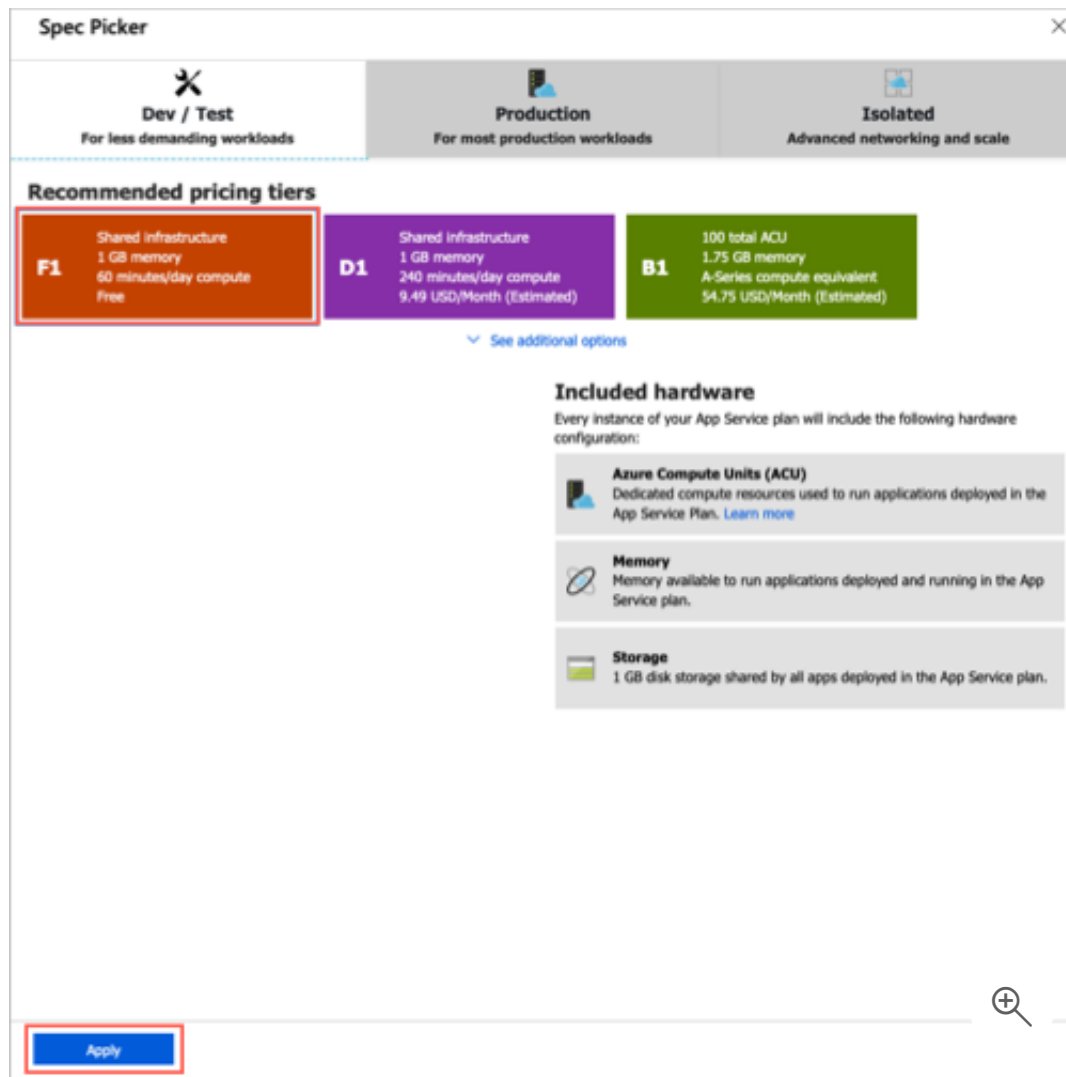 Spec Picker
Dev / Test
For less demanding workloads
Production
For most production workloads
Isolated
Advanced networking and scale
Recommended pricing tiers
F1
Shared infrastructure
1 GB memory
60 minutes/day compute
Free
D1
Shared infrastructure
1 GB memory
240 minutes/day compute
9.49 USD/Month (Estimated)
B1
100 total ACU
1.75 GB memory
A-Series compute equivalent
54.75 USD/Month (Estimated)
See additional options
Included hardware
Every instance of your App Service plan will include the following hardware
configuration:
Azure Compute Units (ACU)
Dedicated compute resources used to run applications deployed in the
App Service Plan. Learn more
Memory
Memory available to run applications deployed and running in the App
Service plan.
Storage
1 GB disk storage shared by all apps deployed in the App Service plan.
Apply